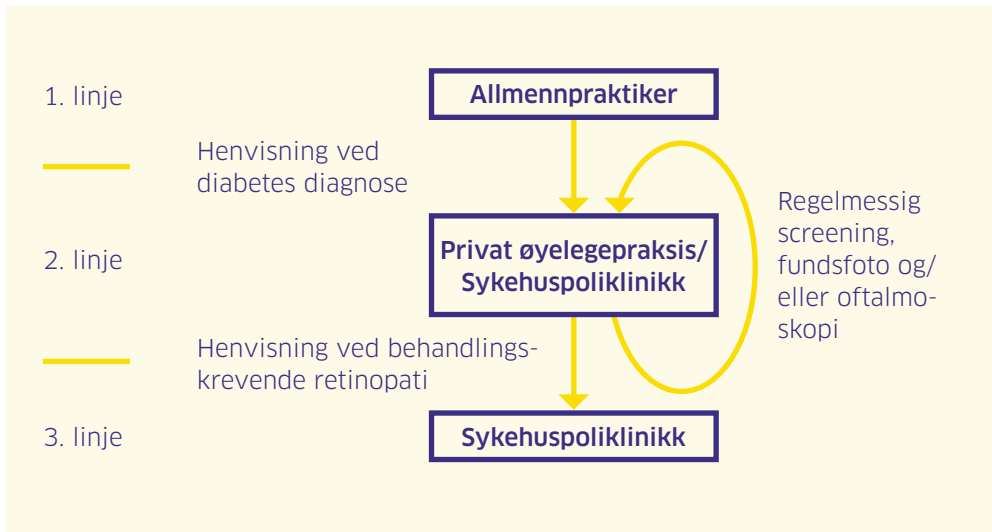 1. linje
Allmennpraktiker
Henvisning ved
diabetes diagnose
2. linje
Privat øyelegepraksis/
Sykehuspoliklinikk
Regelmessig
screening,
fundsfoto og/
eller oftalmo-
skopi
Henvisning ved behandlings-
krevende retinopati
3. linje
Sykehuspoliklinikk